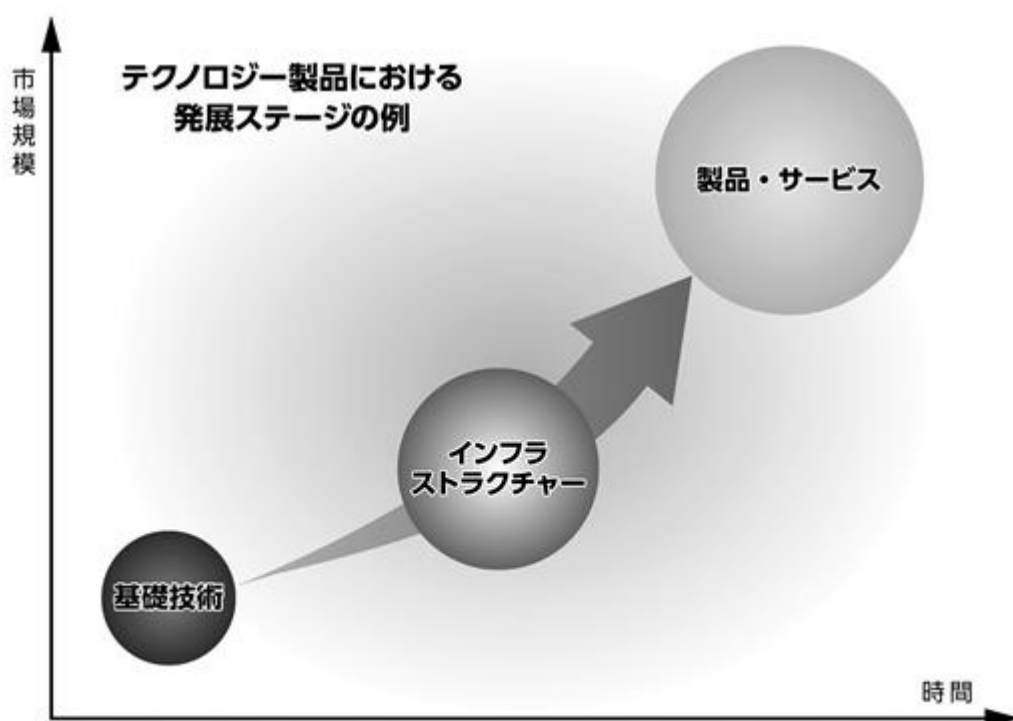 市場規模
テクノロジー製品における
発展ステージの例
製品・サービス
インフラ
ストラクチャー
基礎技術
時間